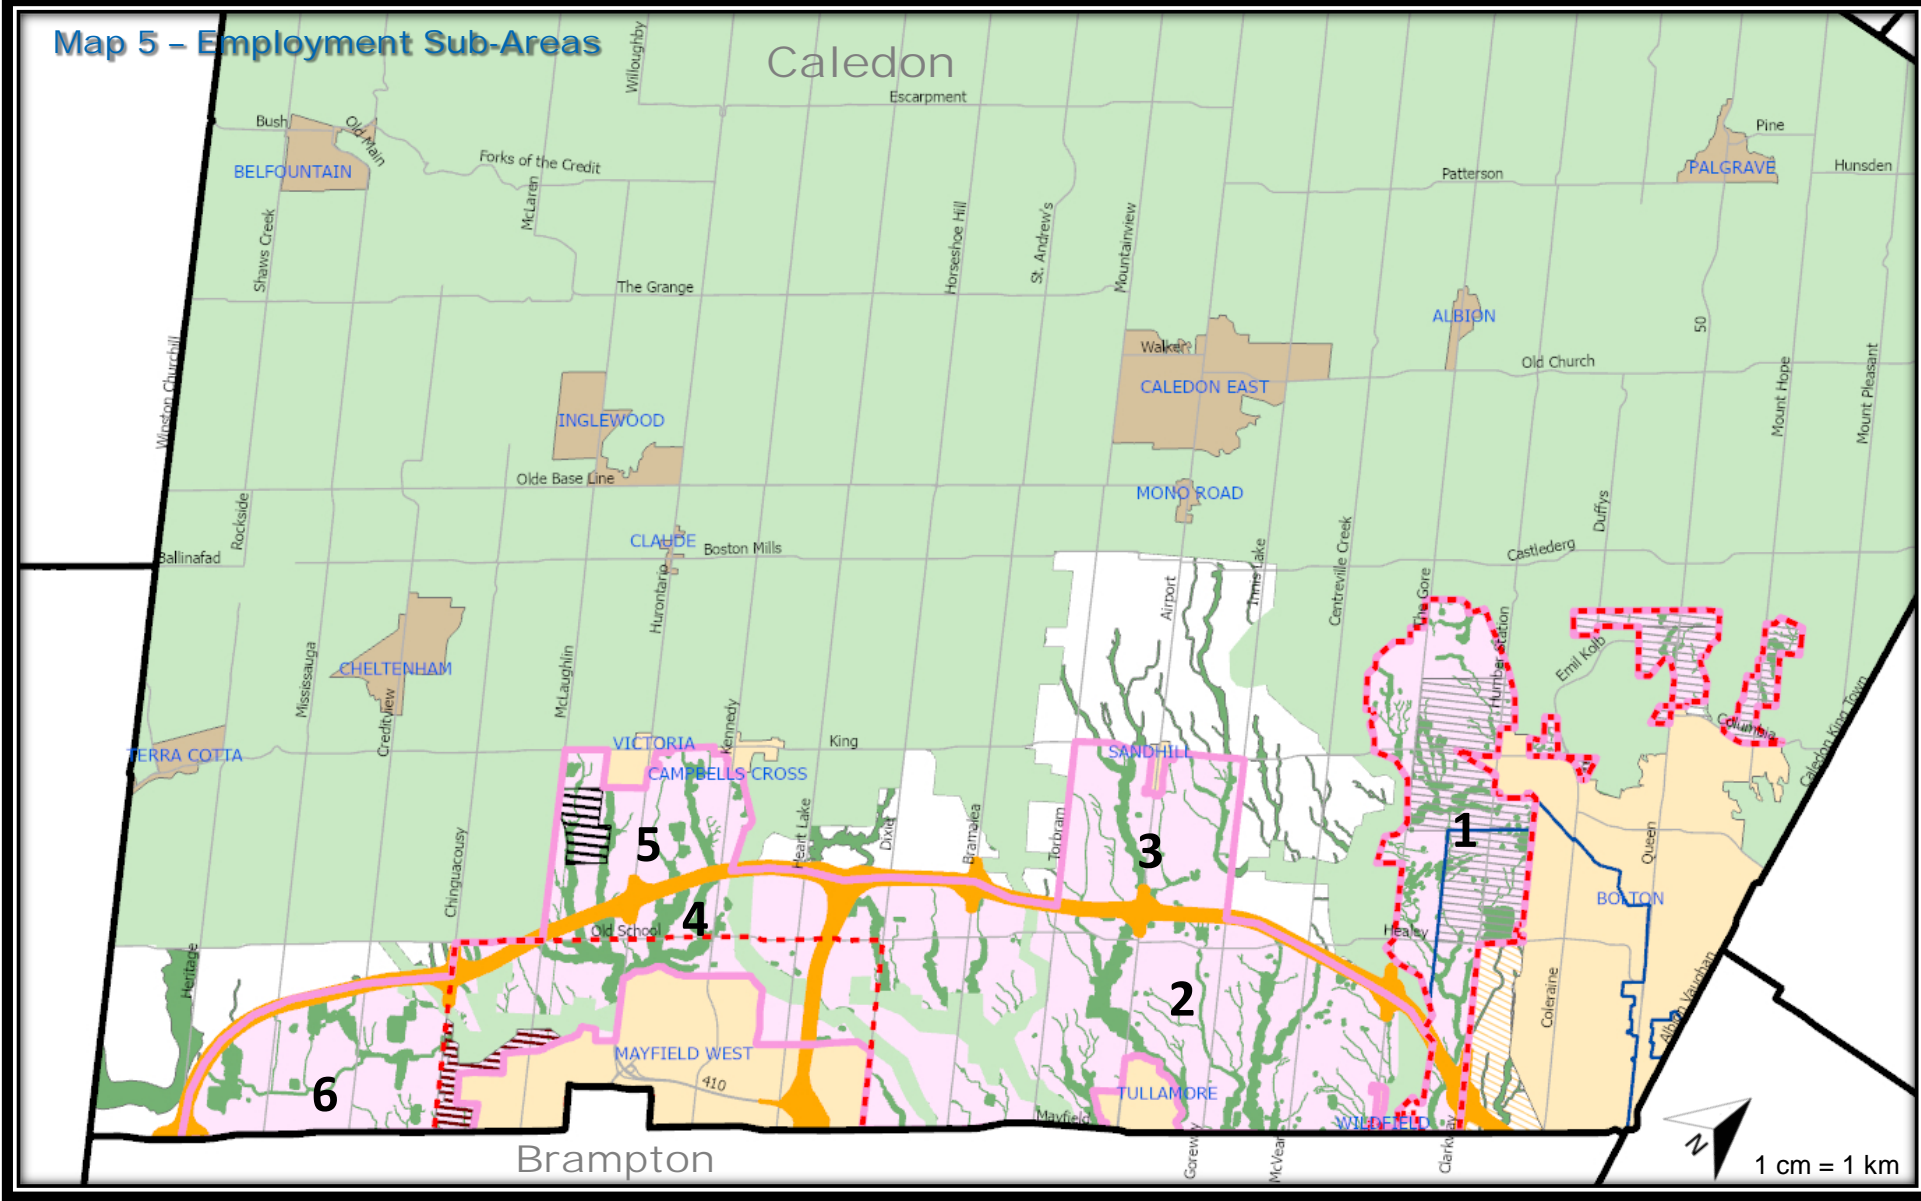 Map 5 – Employment Sub-Areas
Caledon
Willoughby
Escarpment
Bush
Old Main
BELFOUNTAIN
Forks of the Credit
McLaren
Shaws Creek
Pine
PALGRAVE
Hunsden
Patterson
Horseshoe Hill
St. Andrew's
Mountainview
The Grange
ALBION
50
Winston Churchill
Walker
CALEDON EAST
Old Church
Mount Hope
Mount Pleasant
INGLEWOOD
Olde Base Line
MONO ROAD
Rockside
Ballinafad
CLAUDE
Boston Mills
Hurontario
Airport
Innis Lake
Centreville Creek
The Gore
Castlederg
Duffys
Humber Station
Emil Kolb
Columbia
Caledon King Town
CHELTENHAM
Mississauga
Creditview
McLaughlin
TERRA COTTA
VICTORIA
Kennedy
King
CAMPBELLS CROSS
SANDHILL
Chinguacousy
Heart Lake
Dixie
Bramalea
Torbram
5
3
1
Queen
BOLTON
4
Old School
Healey
Heritage
2
Coleraine
Albion Vaughan
MAYFIELD WEST
410
6
TULLAMORE
Mayfield
WILDFIELD
Goreway
McVean
Clarkway
Brampton
N
1 cm = 1 km